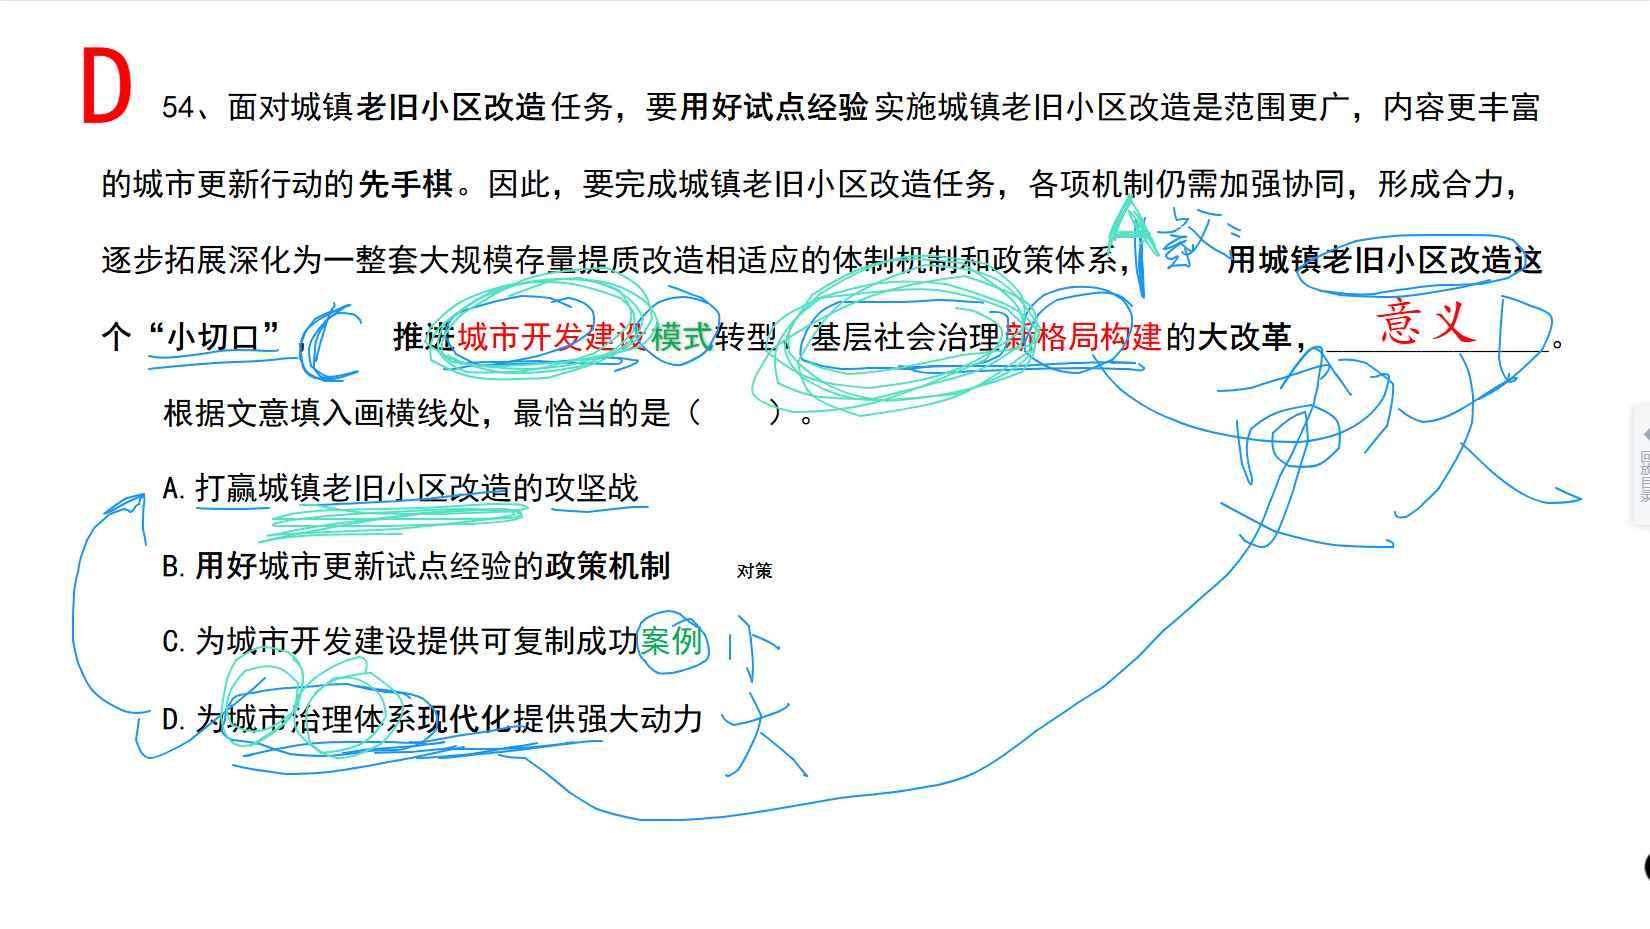 D
54、面对城镇老旧小区改造任务，要用好试点经验实施城镇老旧小区改造是范围更广，内容更丰富
的城市更新行动的先手棋。因此，要完成城镇老旧小区改造任务，各项机制仍需加强协同，形成合力，
逐步拓展深化为一整套大规模存量提质改造相适应的体制机制和政策体系，用城镇老旧小区改造这
个“小切口”，推进城市开发建设模式转型，基层社会治理新格局构建的大改革，______________。
意义
根据文意填入画横线处，最恰当的是（ ）。
A. 打赢城镇老旧小区改造的攻坚战
B. 用好城市更新试点经验的政策机制 对策
C. 为城市开发建设提供可复制成功案例 小
D. 为城市治理体系现代化提供强大动力 大
A
C
D
回放目录